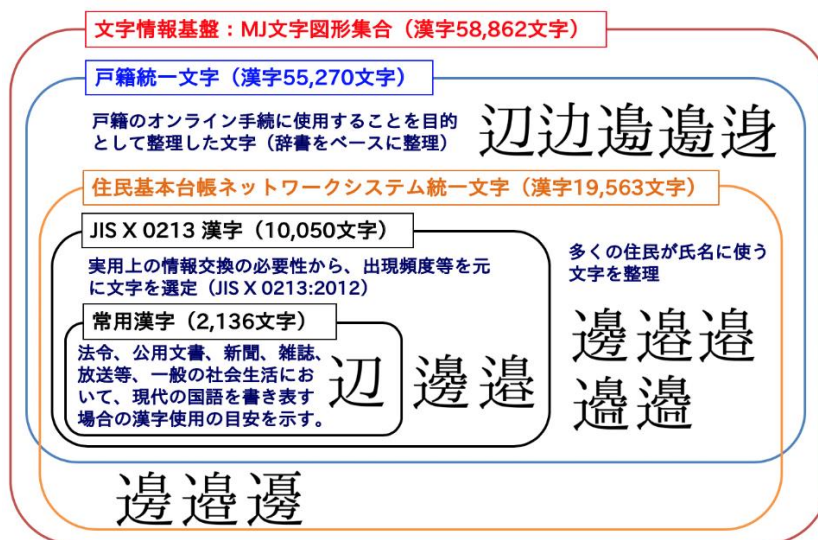 文字情報基盤：MJ文字図形集合（漢字58,862文字）
戸籍統一文字（漢字55,270文字）
戸籍のオンライン手続に使用することを目的
として整理した文字（辞書をベースに整理）
辺
住民基本台帳ネットワークシステム統一文字（漢字19,563文字）
JIS X 0213 漢字（10,050文字）
実用上の情報交換の必要性から、出現頻度等を元
に文字を選定（JIS X 0213:2012）
多くの住民が氏名に使う
文字を整理
常用漢字（2,136文字）
法令、公用文書、新聞、雑誌、
放送等、一般の社会生活にお
いて、現代の国語を書き表す
場合の漢字使用の目安を示す。
辺 邊 邉